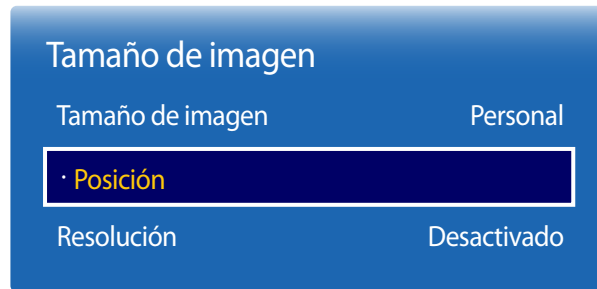 Tamaño de imagen
Tamaño de imagen Personal
· Posición
Resolución Desactivado